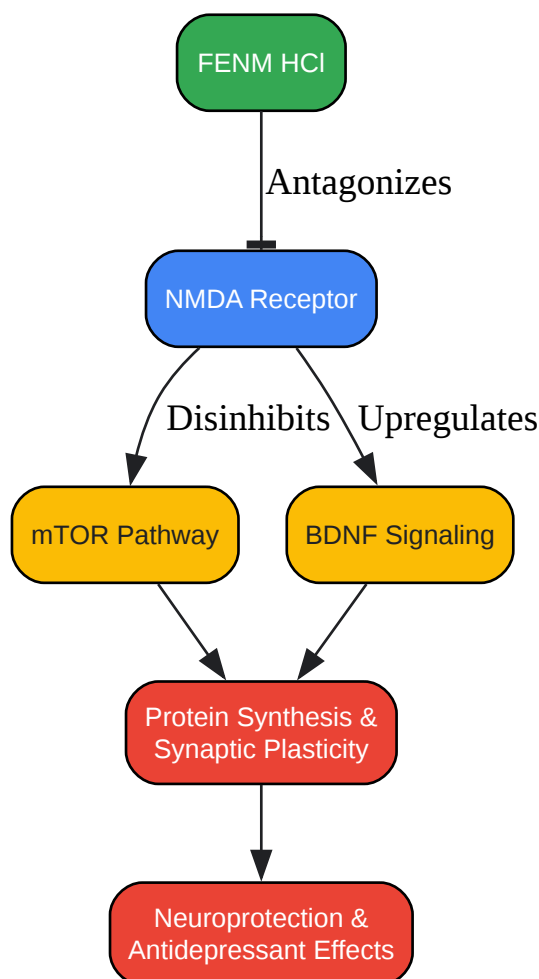 FENM HCl
Antagonizes
NMDA Receptor
Disinhibits
Upregulates
mTOR Pathway
BDNF Signaling
Protein Synthesis &
Synaptic Plasticity
Neuroprotection &
Antidepressant Effects